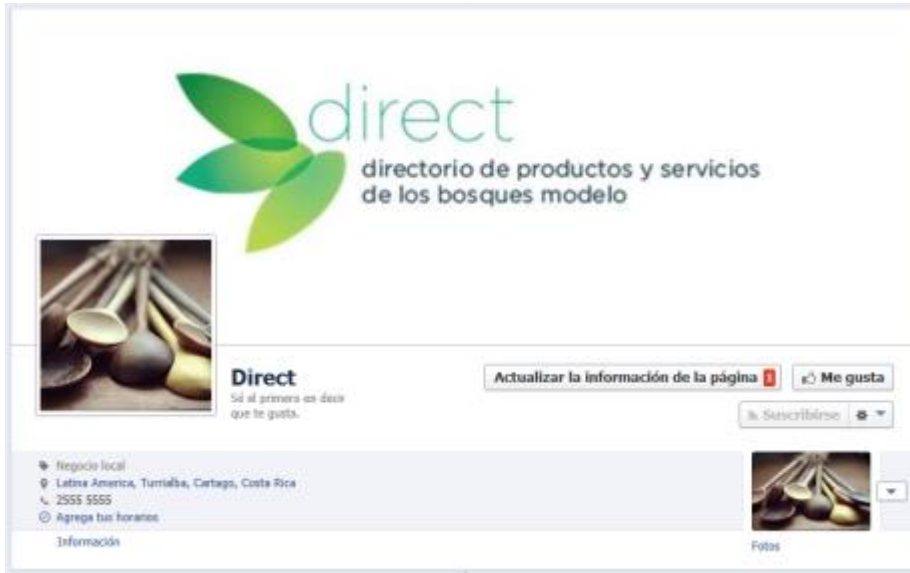 direct
directorio de productos y servicios
de los bosques modelo
Direct
Sé el primero en decir
que te gusta.
Actualizar la información de la página 1
Me gusta
Suscribirse
Negocio local
Latina America, Turrialba, Cartago, Costa Rica
2555 5555
Agrega tus horarios
Información
Fotos